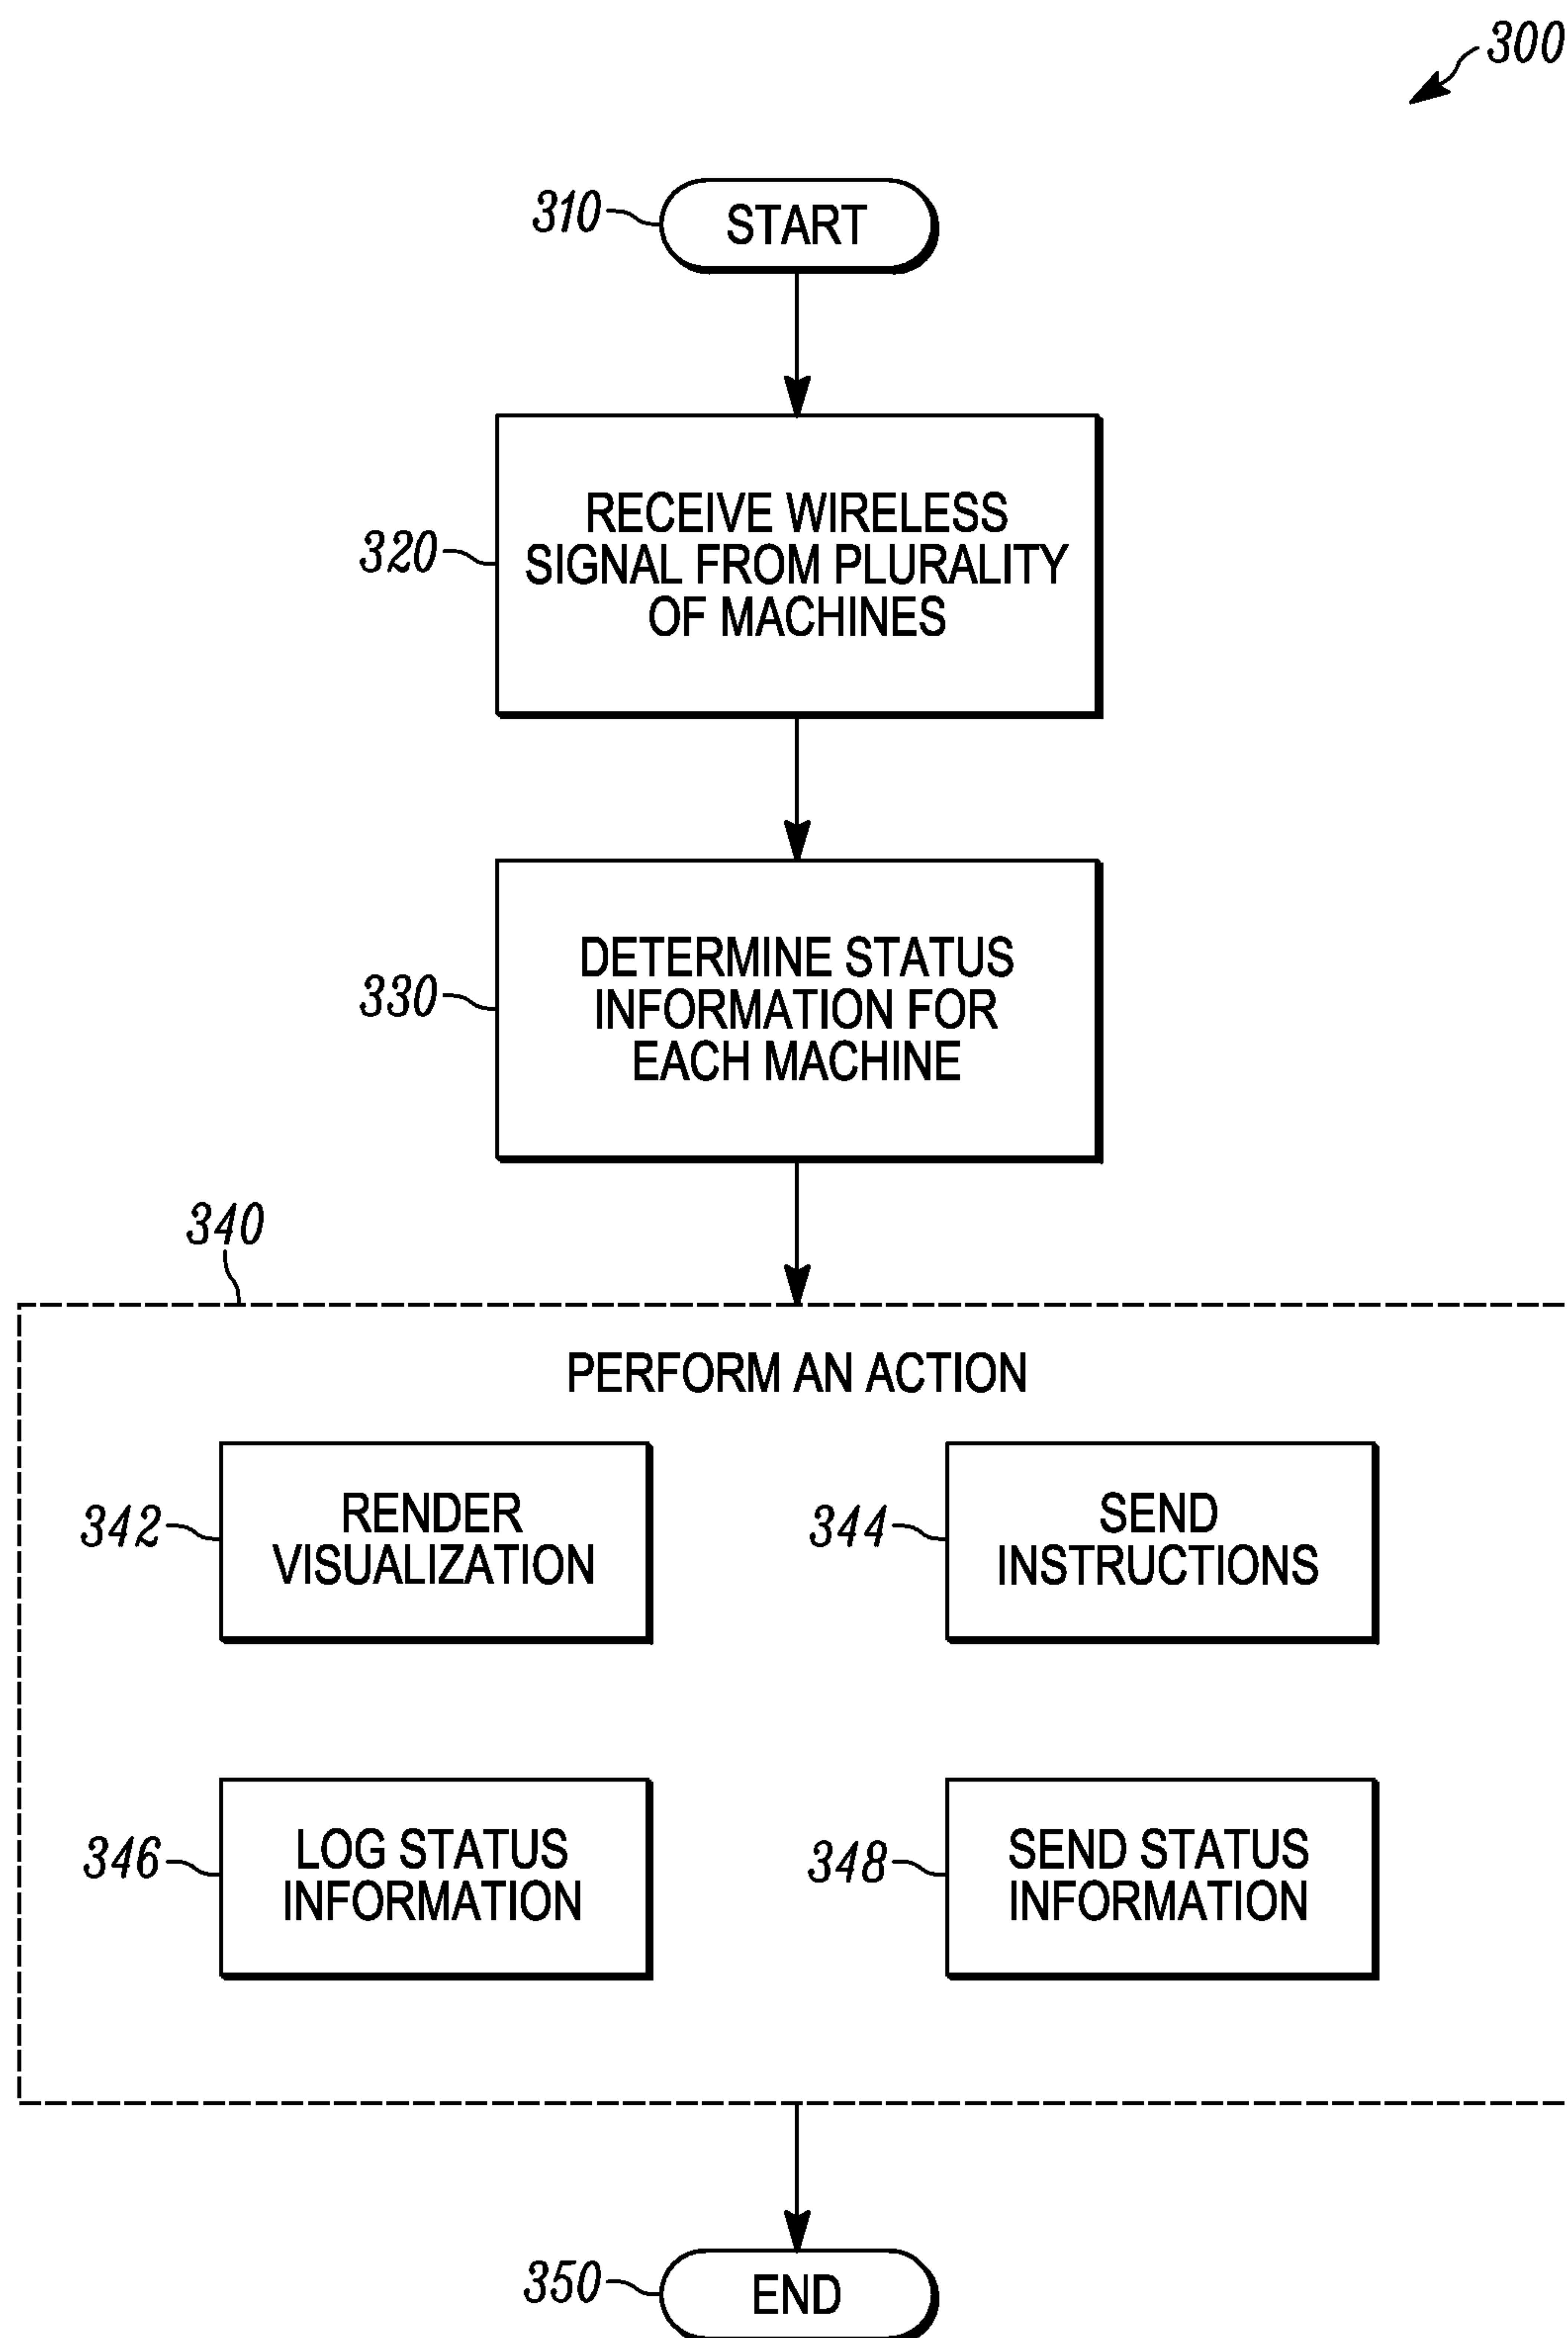 300
310
START
320
RECEIVE WIRELESS
SIGNAL FROM PLURALITY
OF MACHINES
330
DETERMINE STATUS
INFORMATION FOR
EACH MACHINE
340
PERFORM AN ACTION
342
RENDER
VISUALIZATION
344
SEND
INSTRUCTIONS
346
LOG STATUS
INFORMATION
348
SEND STATUS
INFORMATION
350
END